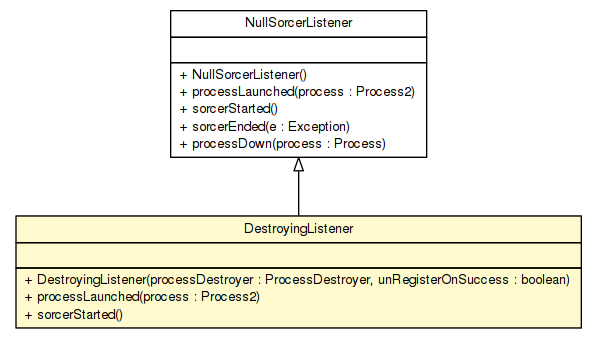 NullSorcerListener
+ NullSorcerListener()
+ processLaunched(process : Process2)
+ sorcerStarted()
+ sorcerEnded(e : Exception)
+ processDown(process : Process)
DestroyingListener
+ DestroyingListener(processDestroyer : ProcessDestroyer, unRegisterOnSuccess : boolean)
+ processLaunched(process : Process2)
+ sorcerStarted()